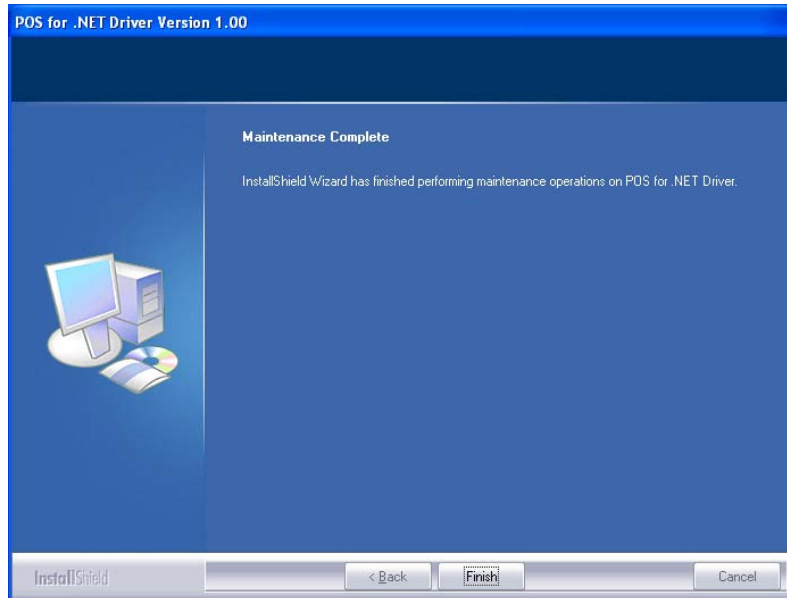 POS for .NET Driver Version 1.00
Maintenance Complete
InstallShield Wizard has finished performing maintenance operations on POS for .NET Driver.
InstallShield
< Back
Finish
Cancel